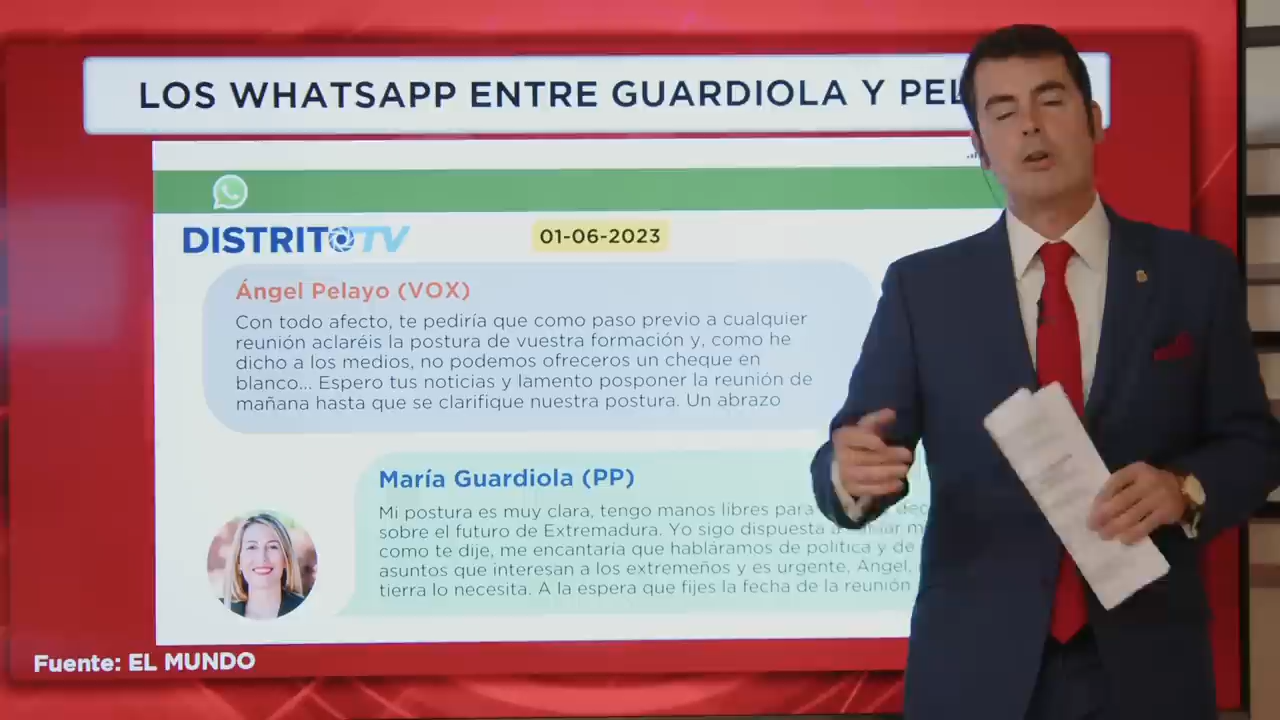 LOS WHATSAPP ENTRE GUARDIOLA Y
DISTRITO TV
01-06-2023
Ángel Pelayo (VOX)
Con todo afecto, te pediría que como paso previo a cualquier
reunión aclaréis la postura de vuestra formación y, como he
dicho a los medios, no podemos ofreceros un cheque en
blanco... Espero tus noticias y lamento posponer la reunión de
mañana hasta que se clarifique nuestra postura. Un abrazo
María Guardiola (PP)
Mi postura es muy clara, tengo manos libres para
sobre el futuro de Extremadura. Yo sigo dispuesta
como te dije, me encantaría que habláramos de política y de
asuntos que interesan a los extremeños y es urgente, Ángel,
tierra lo necesita. A la espera que fijes la fecha de la reunión
Fuente: EL MUNDO